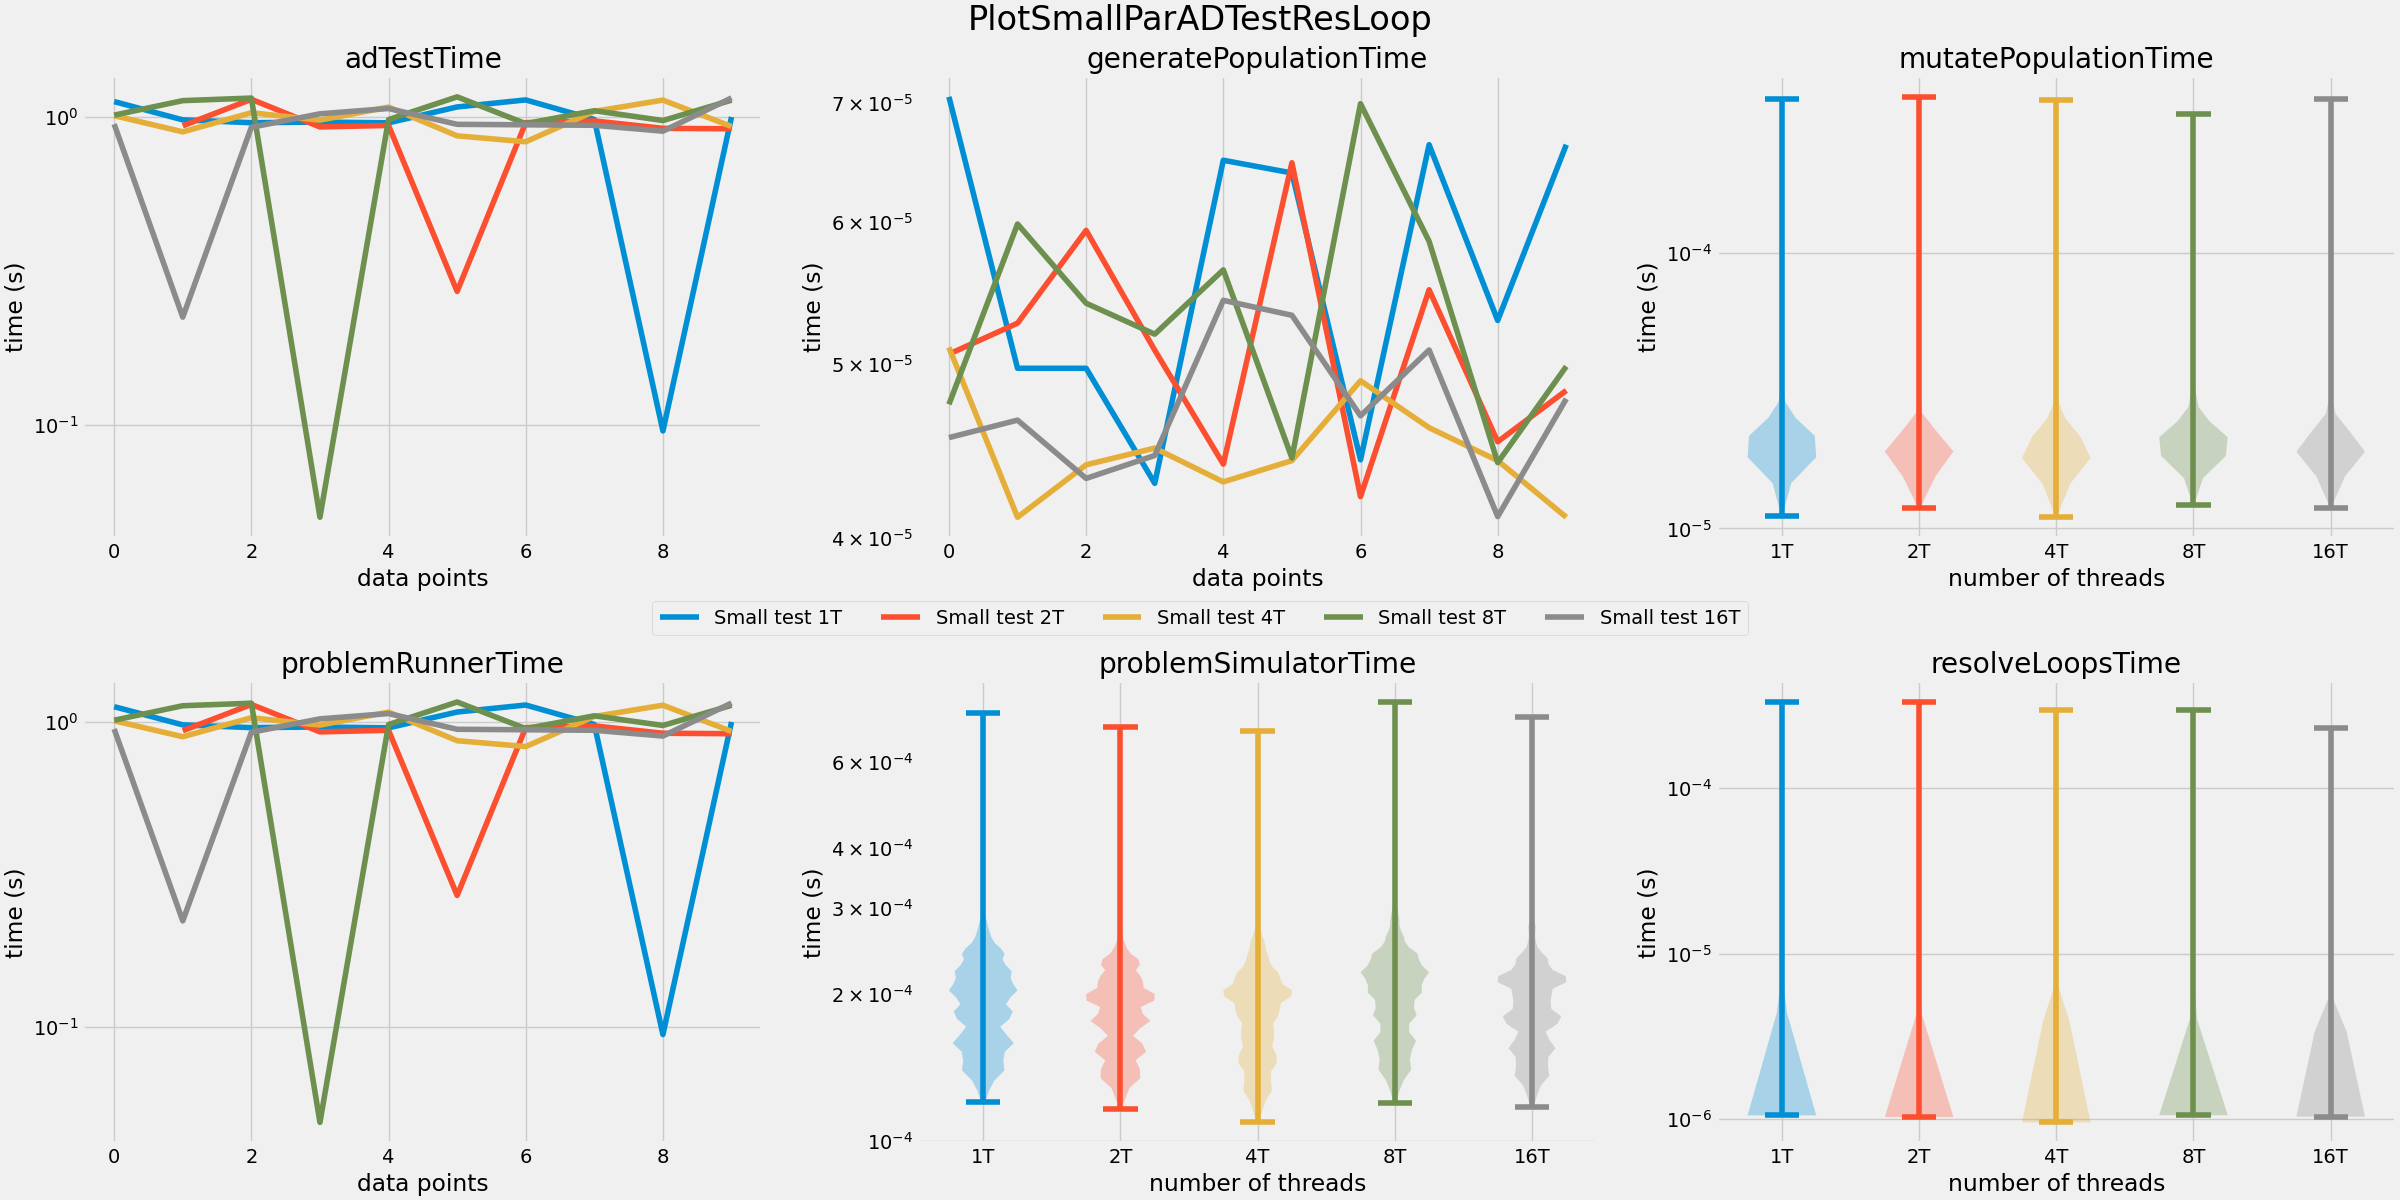 PlotSmallParADTestResLoop
adTestTime
time (s)
10⁰
10⁻¹
0 2 4 6 8
data points
generatePopulationTime
time (s)
7 × 10⁻⁵
6 × 10⁻⁵
5 × 10⁻⁵
4 × 10⁻⁵
0 2 4 6 8
data points
mutatePopulationTime
time (s)
10⁻⁴
10⁻⁵
1T 2T 4T 8T 16T
number of threads
Small test 1T Small test 2T Small test 4T Small test 8T Small test 16T
problemRunnerTime
time (s)
10⁰
10⁻¹
0 2 4 6 8
data points
problemSimulatorTime
time (s)
6 × 10⁻⁴
4 × 10⁻⁴
3 × 10⁻⁴
2 × 10⁻⁴
10⁻⁴
1T 2T 4T 8T 16T
number of threads
resolveLoopsTime
time (s)
10⁻⁴
10⁻⁵
10⁻⁶
1T 2T 4T 8T 16T
number of threads